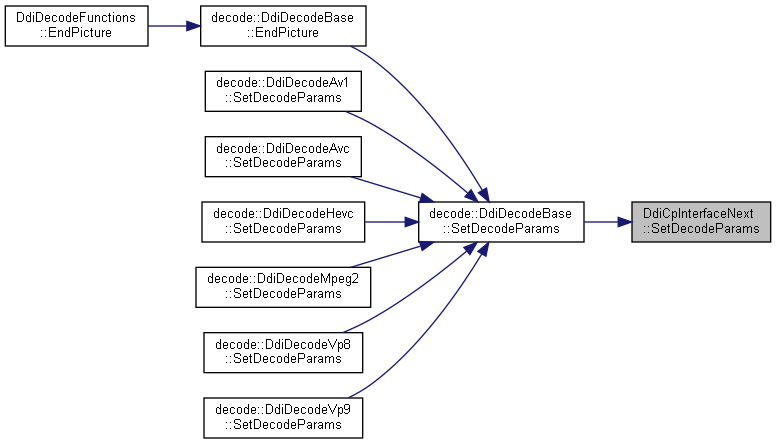 DdiDecodeFunctions
::EndPicture
decode::DdiDecodeBase
::EndPicture
decode::DdiDecodeAv1
::SetDecodeParams
decode::DdiDecodeAvc
::SetDecodeParams
decode::DdiDecodeHevc
::SetDecodeParams
decode::DdiDecodeMpeg2
::SetDecodeParams
decode::DdiDecodeVp8
::SetDecodeParams
decode::DdiDecodeVp9
::SetDecodeParams
decode::DdiDecodeBase
::SetDecodeParams
DdiCpInterfaceNext
::SetDecodeParams